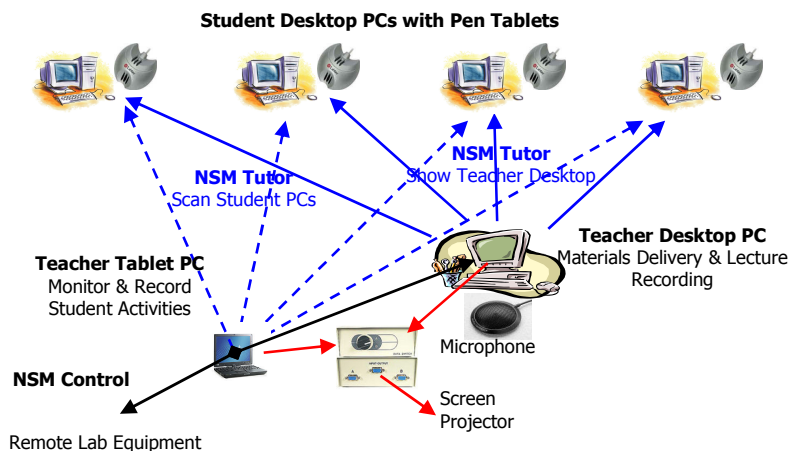 Student Desktop PCs with Pen Tablets
NSM Tutor
Show Teacher Desktop
NSM Tutor
Scan Student PCs
Teacher Desktop PC
Materials Delivery & Lecture
Recording
Teacher Tablet PC
Monitor & Record
Student Activities
Microphone
NSM Control
Screen
Projector
Remote Lab Equipment